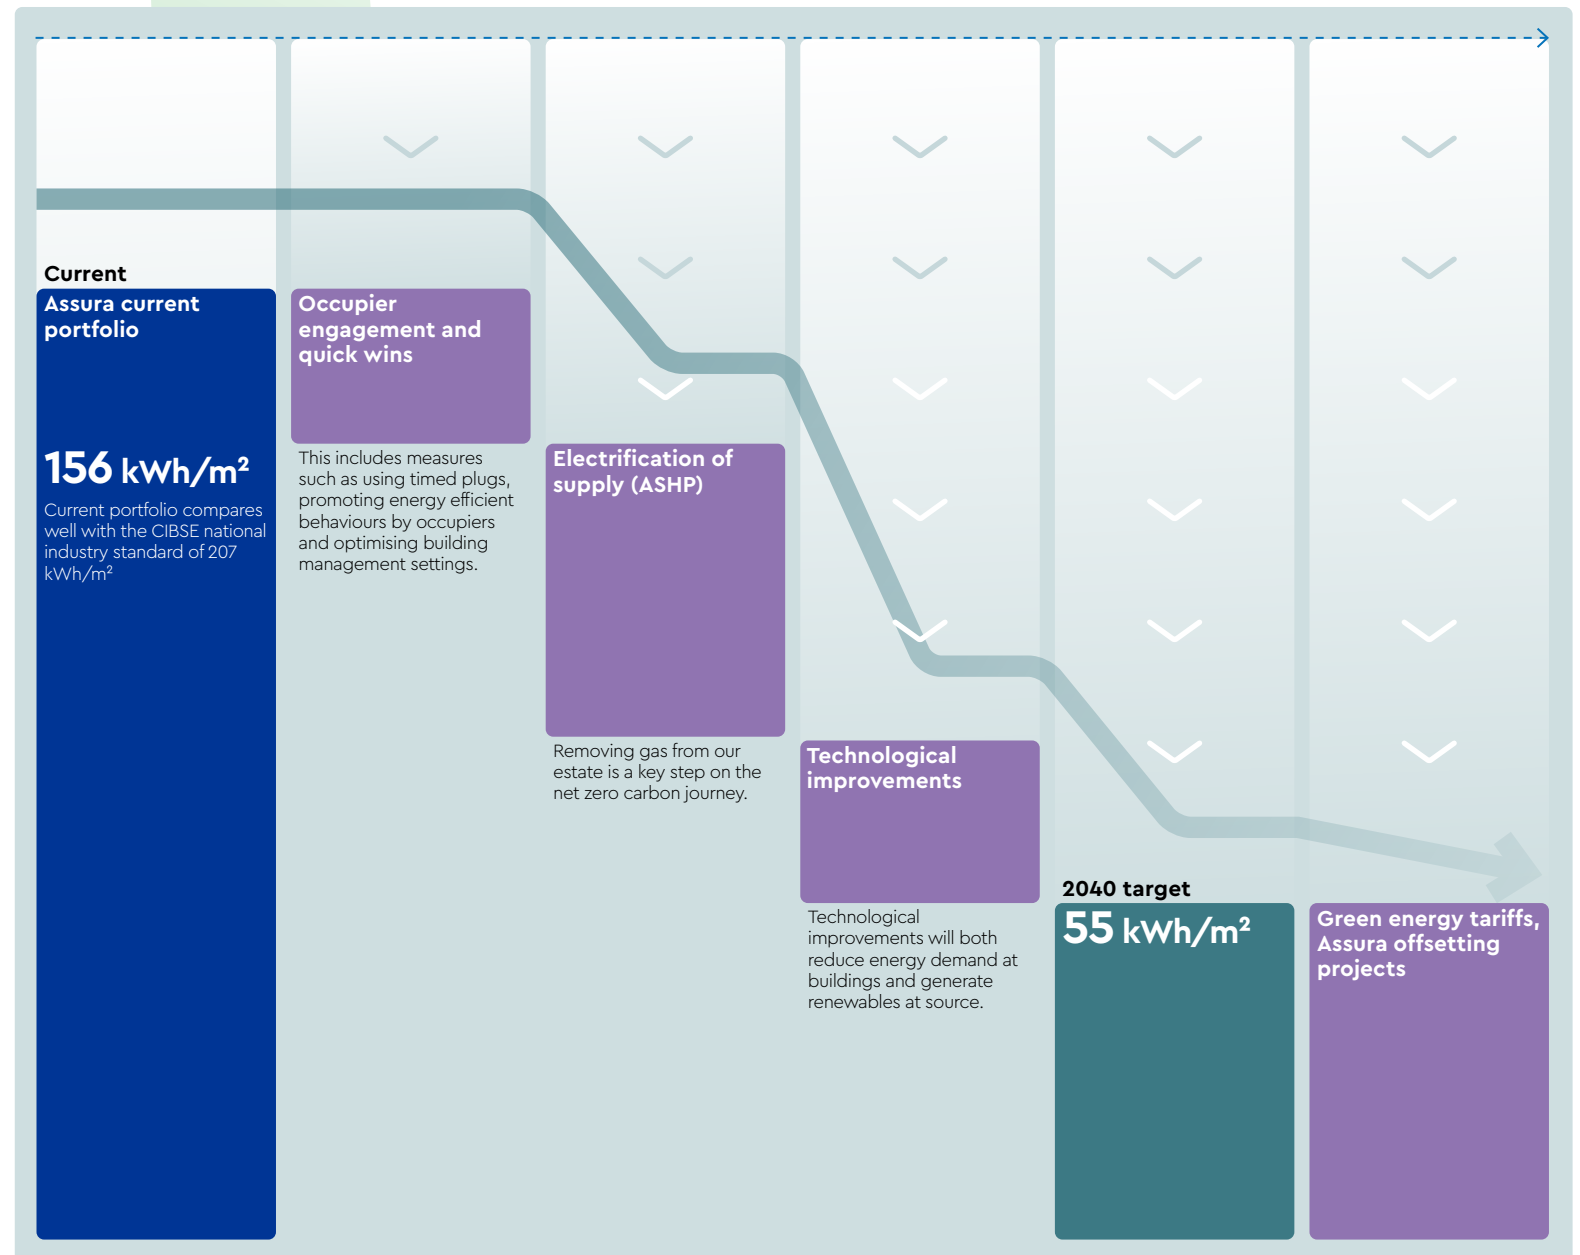 Current
Assura current
portfolio
156 kWh/m²
Current portfolio compares
well with the CIBSE national
industry standard of 207
kWh/m²
Occupier
engagement and
quick wins
This includes measures
such as using timed plugs,
promoting energy efficient
behaviours by occupiers
and optimising building
management settings.
Electrification of
supply (ASHP)
Removing gas from our
estate is a key step on the
net zero carbon journey.
Technological
improvements
Technological
improvements will both
reduce energy demand at
buildings and generate
renewables at source.
2040 target
55 kWh/m²
Green energy tariffs,
Assura offsetting
projects